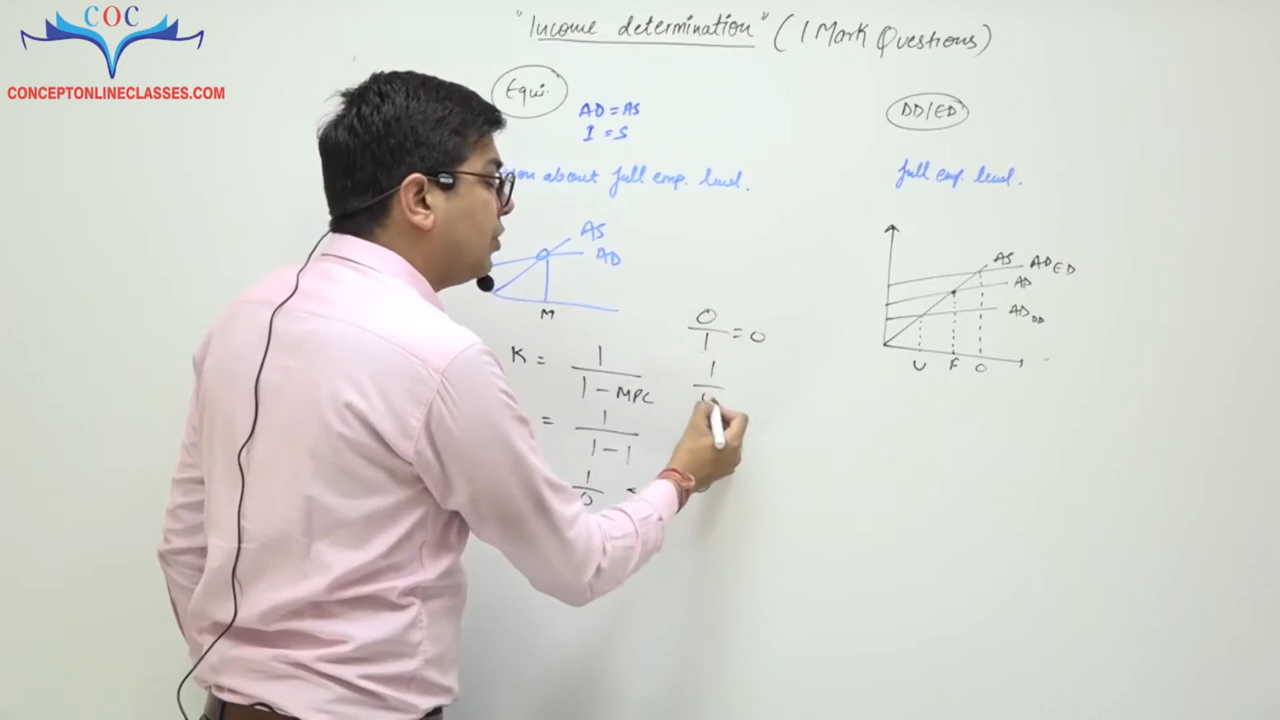 COC
CONCEPTONLINECLASSES.COM
"Income determination" (1 Mark Questions)
Equi.
AD = AS
I = S
about full emp. level.
AS
AD
M
K = 1 / 1 - MPC
= 1 / 1 - 1
1 / 0
0 / 1 = 0
1
DD/ED
full emp. level.
AS AD ED
AD
AD DD
U F O